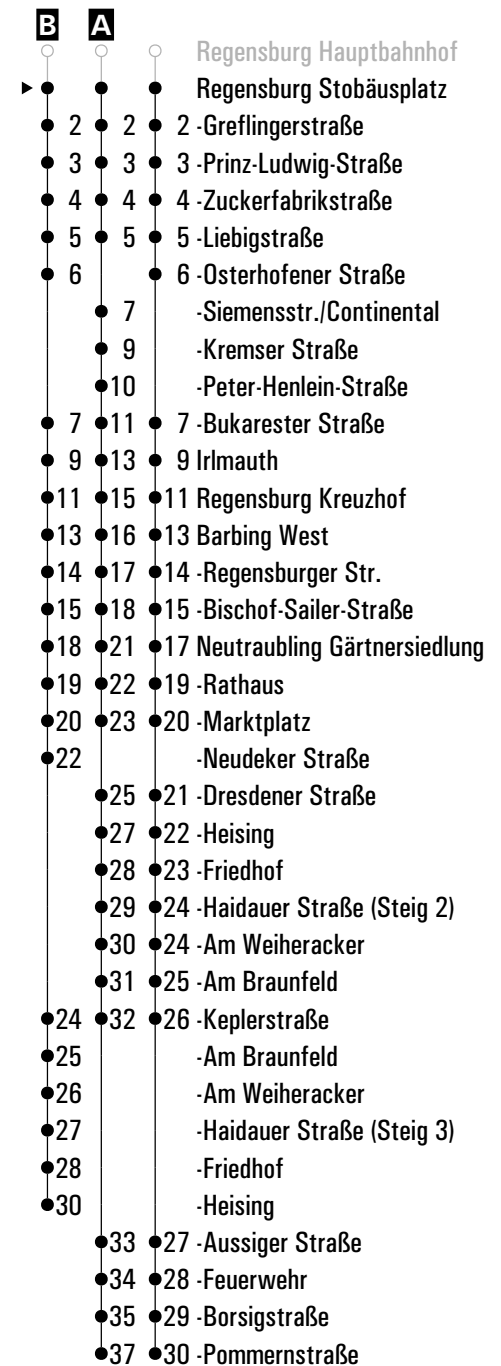 B A
Regensburg Hauptbahnhof
Regensburg Stobäusplatz
2 2 2 -Greflingerstraße
3 3 3 -Prinz-Ludwig-Straße
4 4 4 -Zuckerfabrikstraße
5 5 5 -Liebigstraße
6 6 -Osterhofener Straße
7 -Siemensstr./Continental
9 -Kremser Straße
10 -Peter-Henlein-Straße
7 11 7 -Bukarester Straße
9 13 9 Irlmauth
11 15 11 Regensburg Kreuzhof
13 16 13 Barbing West
14 17 14 -Regensburger Str.
15 18 15 -Bischof-Sailer-Straße
18 21 17 Neutraubling Gärtnersiedlung
19 22 19 -Rathaus
20 23 20 -Marktplatz
22 -Neudeker Straße
25 21 -Dresdener Straße
27 22 -Heising
28 23 -Friedhof
29 24 -Haidauer Straße (Steig 2)
30 24 -Am Weiheracker
31 25 -Am Braunfeld
24 32 26 -Keplerstraße
25 -Am Braunfeld
26 -Am Weiheracker
27 -Haidauer Straße (Steig 3)
28 -Friedhof
30 -Heising
33 27 -Aussiger Straße
34 28 -Feuerwehr
35 29 -Borsigstraße
37 30 -Pommernstraße